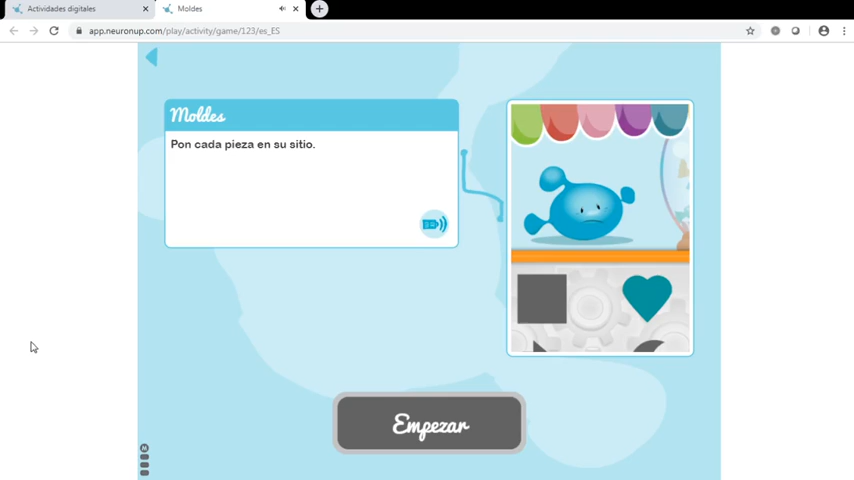 Actividades digitales
Moldes
app.neuronup.com/play/activity/game/123/es_ES
Moldes
Pon cada pieza en su sitio.
Empezar
M